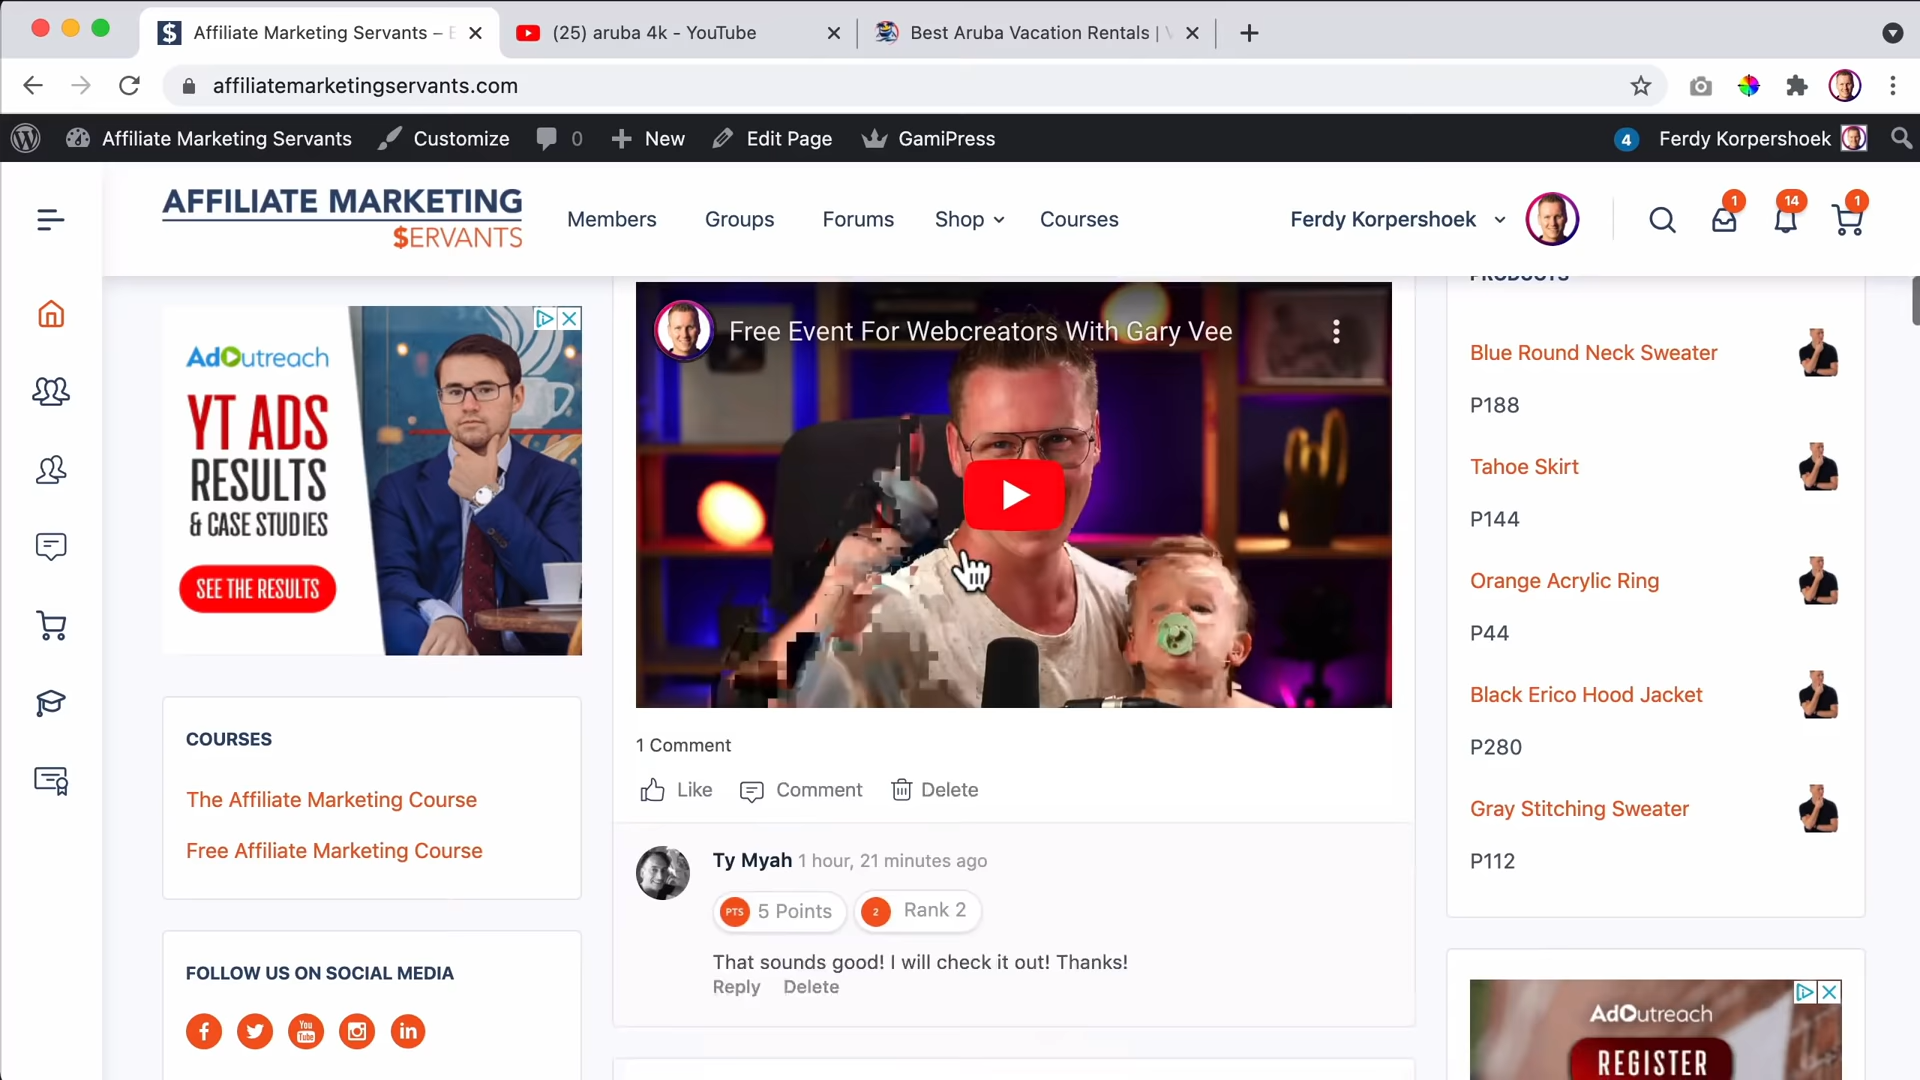 Affiliate Marketing Servants –
(25) aruba 4k - YouTube
Best Aruba Vacation Rentals |
affiliatemarketingservants.com
Affiliate Marketing Servants
Customize
0
New
Edit Page
GamiPress
4
Ferdy Korpershoek
AFFILIATE MARKETING
$ERVANTS
Members
Groups
Forums
Shop
Courses
Ferdy Korpershoek
1
14
1
AdOutreach
YT ADS
RESULTS
& CASE STUDIES
SEE THE RESULTS
COURSES
The Affiliate Marketing Course
Free Affiliate Marketing Course
FOLLOW US ON SOCIAL MEDIA
You
Tube
in
Free Event For Webcreators With Gary Vee
1 Comment
Like
Comment
Delete
Ty Myah 1 hour, 21 minutes ago
PTS 5 Points
2 Rank 2
That sounds good! I will check it out! Thanks!
Reply Delete
PRODUCTS
Blue Round Neck Sweater
P188
Tahoe Skirt
P144
Orange Acrylic Ring
P44
Black Erico Hood Jacket
P280
Gray Stitching Sweater
P112
AdOutreach
REGISTER